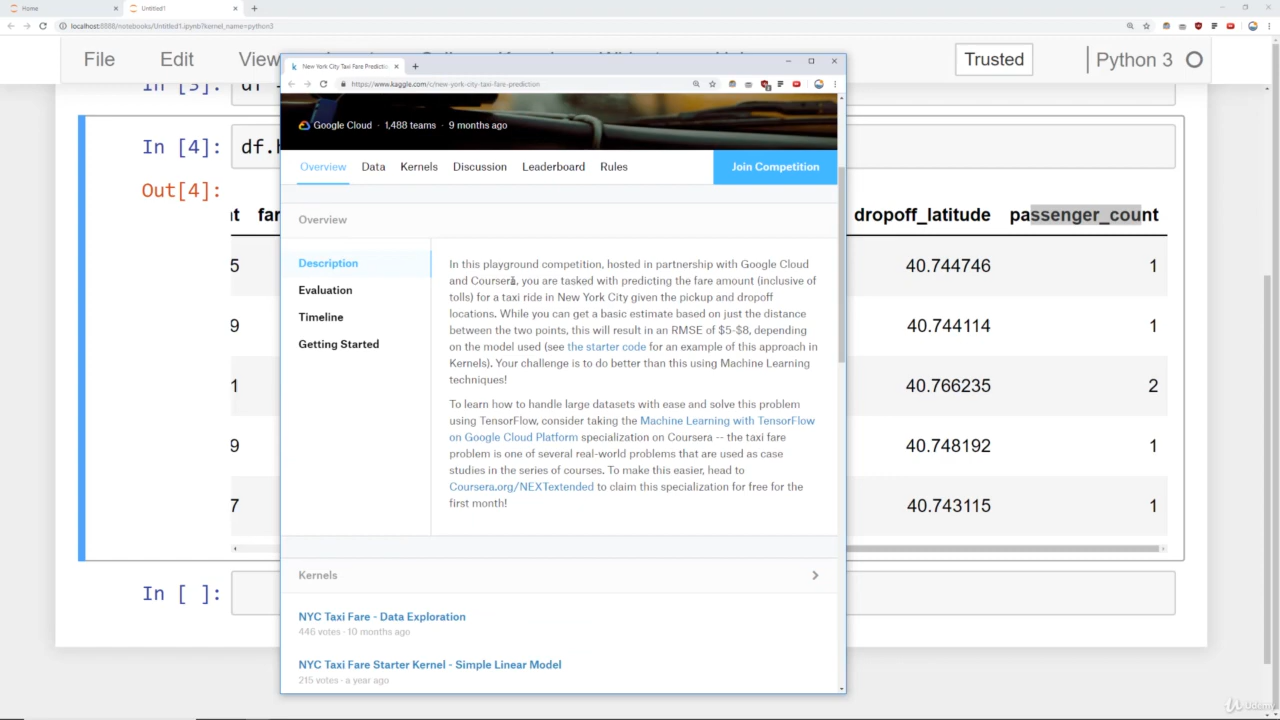 Home
Untitled1
localhost:8888/notebooks/Untitled1.ipynb?kernel_name=python3
File Edit View
Trusted Python 3
In [3]: df
In [4]: df.
Out[4]:
dropoff_latitude passenger_count
5 40.744746 1
9 40.744114 1
1 40.766235 2
9 40.748192 1
7 40.743115 1
In [ ]:
New York City Taxi Fare Predictio
https://www.kaggle.com/c/new-york-city-taxi-fare-prediction
Google Cloud · 1,488 teams · 9 months ago
Overview Data Kernels Discussion Leaderboard Rules Join Competition
Overview
Description
Evaluation
Timeline
Getting Started
In this playground competition, hosted in partnership with Google Cloud
and Coursera, you are tasked with predicting the fare amount (inclusive of
tolls) for a taxi ride in New York City given the pickup and dropoff
locations. While you can get a basic estimate based on just the distance
between the two points, this will result in an RMSE of $5-$8, depending
on the model used (see the starter code for an example of this approach in
Kernels). Your challenge is to do better than this using Machine Learning
techniques!
To learn how to handle large datasets with ease and solve this problem
using TensorFlow, consider taking the Machine Learning with TensorFlow
on Google Cloud Platform specialization on Coursera -- the taxi fare
problem is one of several real-world problems that are used as case
studies in the series of courses. To make this easier, head to
Coursera.org/NEXTextended to claim this specialization for free for the
first month!
Kernels
NYC Taxi Fare - Data Exploration
446 votes · 10 months ago
NYC Taxi Fare Starter Kernel - Simple Linear Model
215 votes · a year ago
Udemy